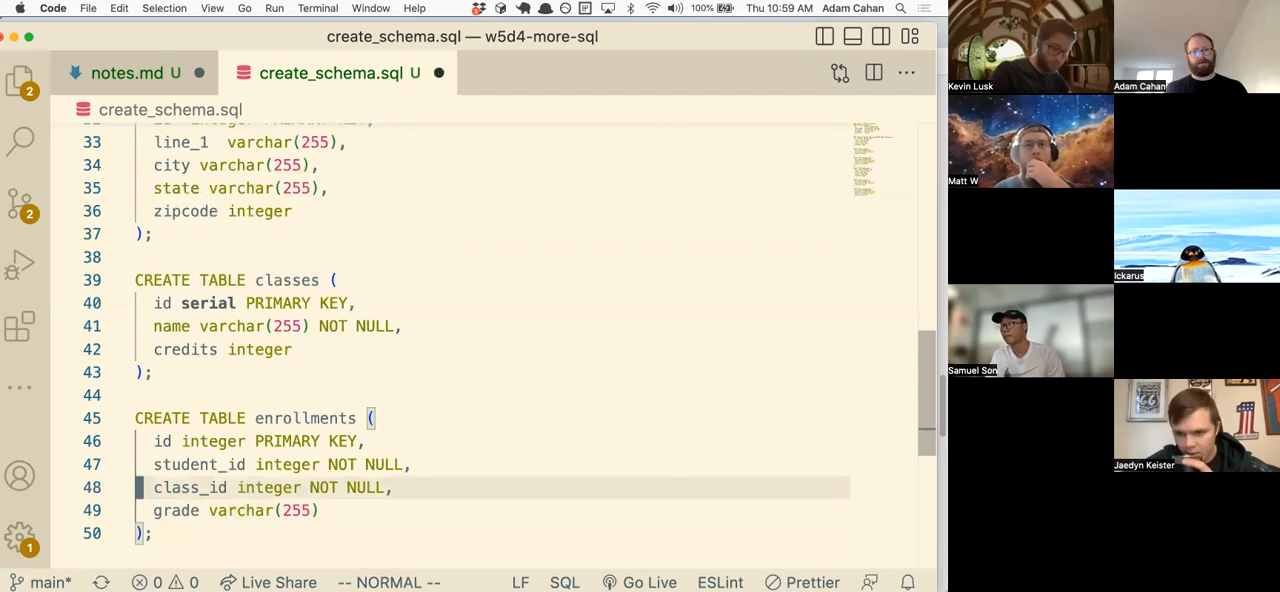 Code File Edit Selection View Go Run Terminal Window Help 100% Thu 10:59 AM Adam Cahan
create_schema.sql — w5d4-more-sql
notes.md U create_schema.sql U
create_schema.sql
33 line_1 varchar(255),
34 city varchar(255),
35 state varchar(255),
36 zipcode integer
37 );
38
39 CREATE TABLE classes (
40 id serial PRIMARY KEY,
41 name varchar(255) NOT NULL,
42 credits integer
43 );
44
45 CREATE TABLE enrollments (
46 id integer PRIMARY KEY,
47 student_id integer NOT NULL,
48 class_id integer NOT NULL,
49 grade varchar(255)
50 );
2
2
1
main* 0 0 Live Share -- NORMAL -- LF SQL Go Live ESLint Prettier
Kevin Lusk
Adam Cahan
Matt W
Ickarus
Samuel Son
Jaedyn Keister
66